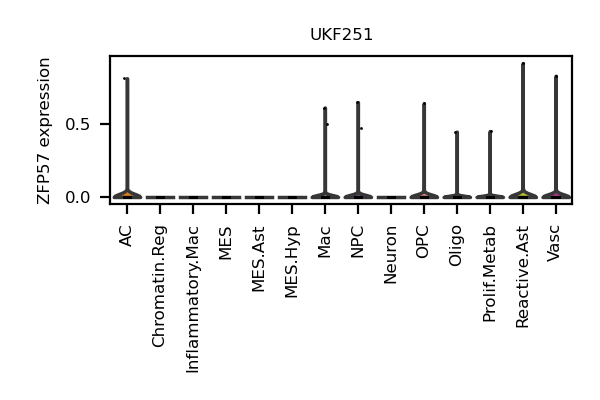 UKF251
ZFP57 expression
0.5
0.0
AC
Chromatin.Reg
Inflammatory.Mac
MES
MES.Ast
MES.Hyp
Mac
NPC
Neuron
OPC
Oligo
Prolif.Metab
Reactive.Ast
Vasc